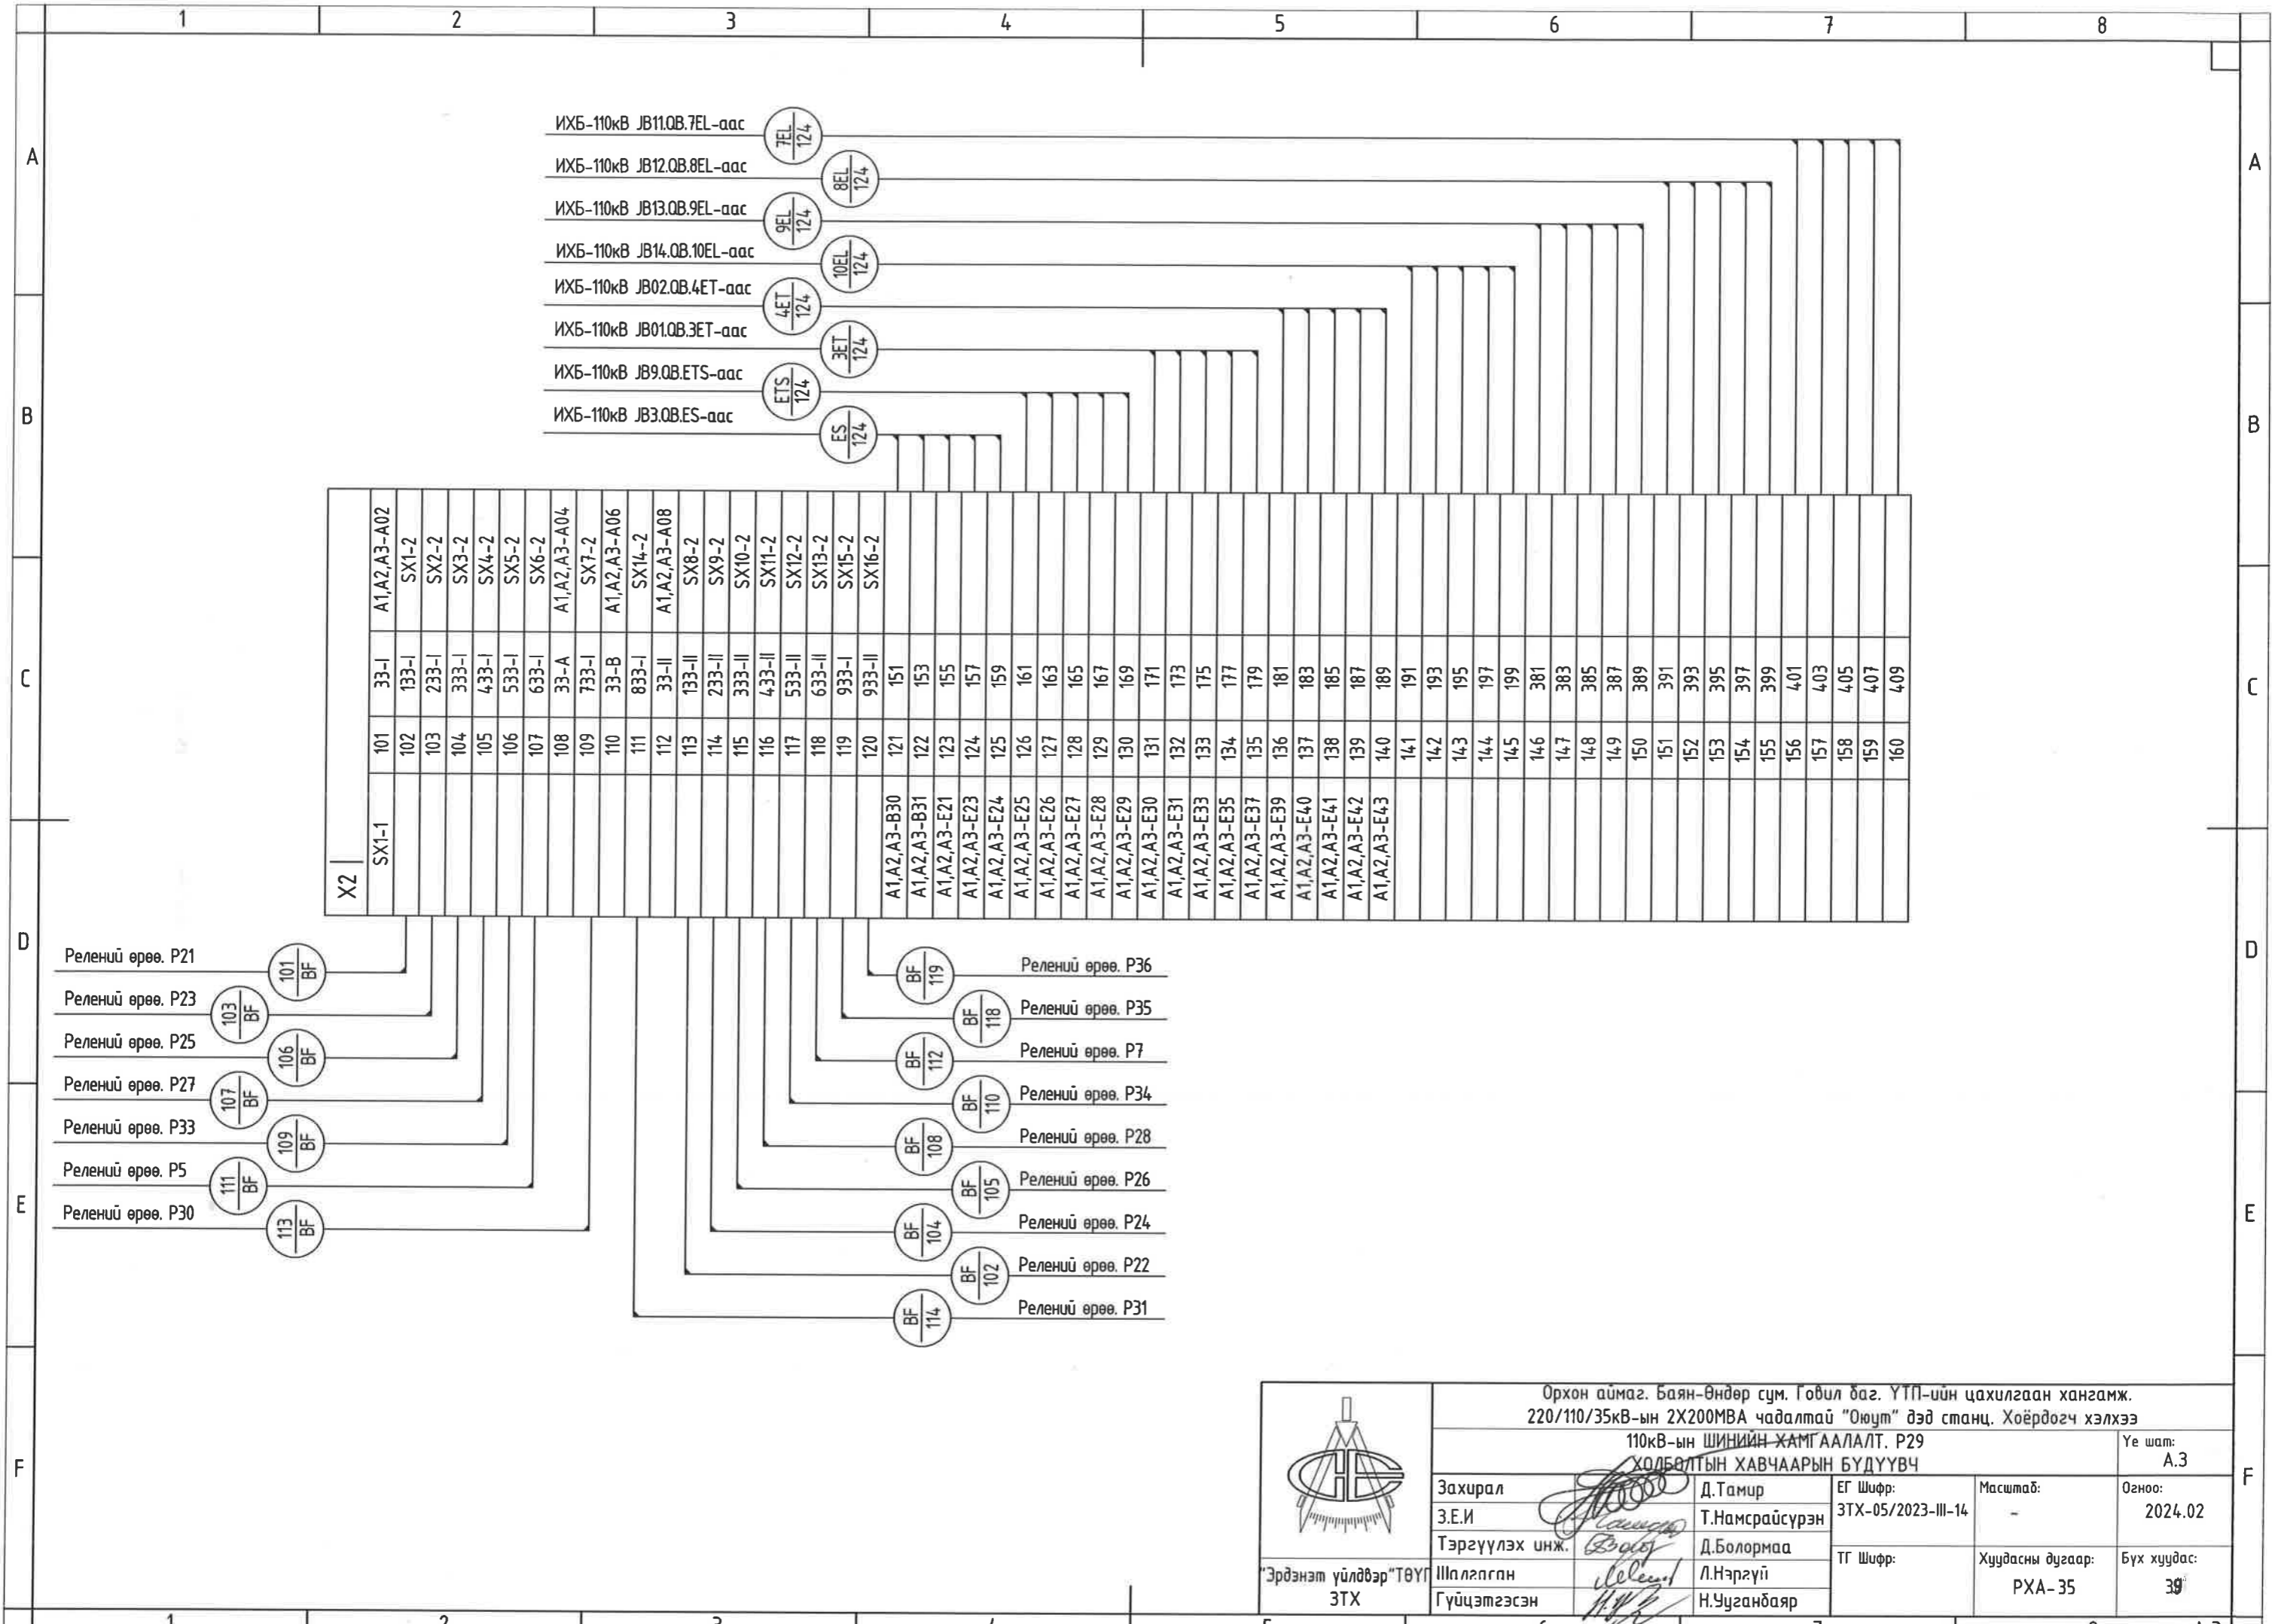 1 2 3 4 5 6 7 8
A
A
B
B
C
C
D
D
E
E
F
F
ИХБ-110кВ JB11.QB.7EL-аас 7EL 124
ИХБ-110кВ JB12.QB.8EL-аас 8EL 124
ИХБ-110кВ JB13.QB.9EL-аас 9EL 124
ИХБ-110кВ JB14.QB.10EL-аас 10EL 124
ИХБ-110кВ JB02.QB.4ET-аас 4ET 124
ИХБ-110кВ JB01.QB.3ET-аас 3ET 124
ИХБ-110кВ JB9.QB.ETS-аас ETS 124
ИХБ-110кВ JB3.QB.ES-аас ES 124
X2
A1,A2,A3-A02 33-I 101 SX1-1
SX1-2 133-I 102
SX2-2 233-I 103
SX3-2 333-I 104
SX4-2 433-I 105
SX5-2 533-I 106
SX6-2 633-I 107
A1,A2,A3-A04 33-A 108
SX7-2 733-I 109
A1,A2,A3-A06 33-B 110
SX14-2 833-I 111
A1,A2,A3-A08 33-II 112
SX8-2 133-II 113
SX9-2 233-II 114
SX10-2 333-II 115
SX11-2 433-II 116
SX12-2 533-II 117
SX13-2 633-II 118
SX15-2 933-I 119
SX16-2 933-II 120
151 121 A1,A2,A3-B30
153 122 A1,A2,A3-B31
155 123 A1,A2,A3-E21
157 124 A1,A2,A3-E23
159 125 A1,A2,A3-E24
161 126 A1,A2,A3-E25
163 127 A1,A2,A3-E26
165 128 A1,A2,A3-E27
167 129 A1,A2,A3-E28
169 130 A1,A2,A3-E29
171 131 A1,A2,A3-E30
173 132 A1,A2,A3-E31
175 133 A1,A2,A3-E33
177 134 A1,A2,A3-E35
179 135 A1,A2,A3-E37
181 136 A1,A2,A3-E39
183 137 A1,A2,A3-E40
185 138 A1,A2,A3-E41
187 139 A1,A2,A3-E42
189 140 A1,A2,A3-E43
191 141
193 142
195 143
197 144
199 145
381 146
383 147
385 148
387 149
389 150
391 151
393 152
395 153
397 154
399 155
401 156
403 157
405 158
407 159
409 160
Релений өрөө. P21 101 BF
Релений өрөө. P23 103 BF
Релений өрөө. P25 106 BF
Релений өрөө. P27 107 BF
Релений өрөө. P33 109 BF
Релений өрөө. P5 111 BF
Релений өрөө. P30 113 BF
BF 119 Релений өрөө. P36
BF 118 Релений өрөө. P35
BF 112 Релений өрөө. P7
BF 110 Релений өрөө. P34
BF 108 Релений өрөө. P28
BF 105 Релений өрөө. P26
BF 104 Релений өрөө. P24
BF 102 Релений өрөө. P22
BF 114 Релений өрөө. P31
Орхон аймаг. Баян-Өндөр сум. Говил баг. ҮТП-ийн цахилгаан хангамж.
220/110/35кВ-ын 2Х200МВА чадалтай "Оюут" дэд станц. Хоёрдогч хэлхээ
110кВ-ын ШИНИЙН ХАМГААЛАЛТ. P29
ХОЛБОЛТЫН ХАВЧААРЫН БҮДҮҮВЧ
Үе шат:
А.3
Захирал Д.Тамир
З.Е.И Т.Намсрайсүрэн
Тэргүүлэх инж. Д.Болормаа
Шалгасан Л.Нэргүй
Гүйцэтгэсэн Н.Ууганбаяр
ЕГ Шифр:
ЗТХ-05/2023-III-14
Масштаб:
-
Огноо:
2024.02
ТГ Шифр:
Хуудасны дугаар:
РХА-35
Бүх хуудас:
39
"Эрдэнэт үйлдвэр"ТӨҮГ
ЗТХ